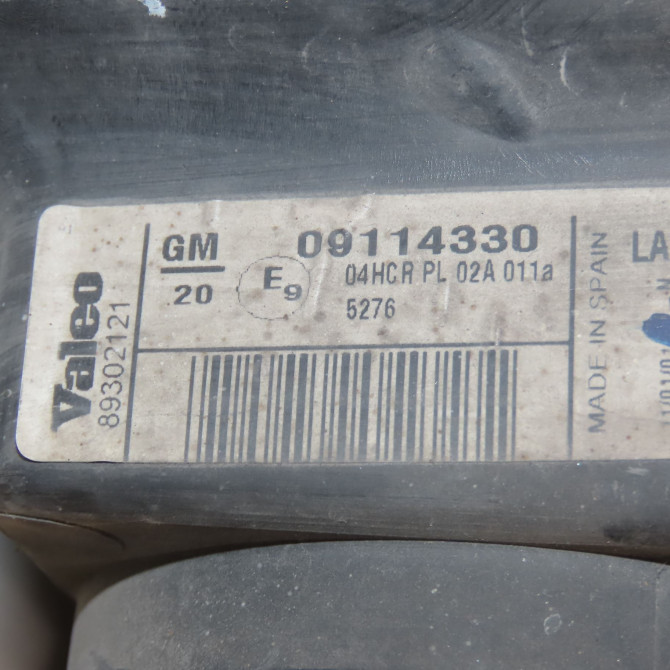 Valeo
89302121
GM
.20
09114330
E9
04HCR PL 02A 011a
5276
MADE IN SPAIN
LA